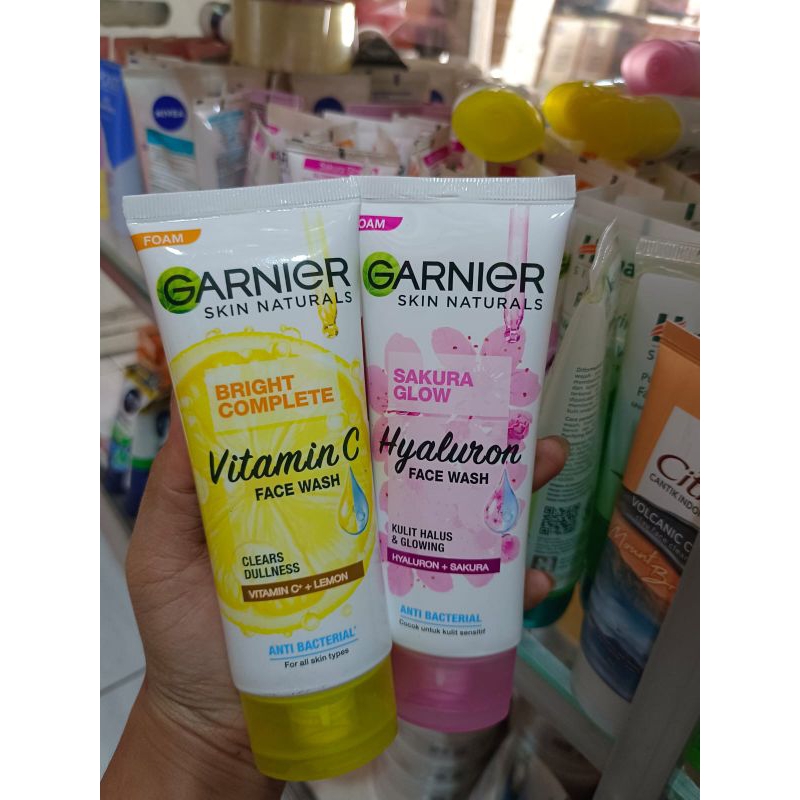 NIVEA
FOAM
GARNIER
SKIN NATURALS
BRIGHT
COMPLETE
Vitamin C
FACE WASH
CLEARS
DULLNESS
VITAMIN C* + LEMON
ANTI BACTERIAL*
For all skin types
OAM
GARNIER
SKIN NATURALS
SAKURA
GLOW
Hyaluron
FACE WASH
KULIT HALUS
& GLOWING
HYALURON + SAKURA
ANTI BACTERIAL
Cocok untuk kulit sensitif
Cit
CANTIK INDO
VOLCANIC C